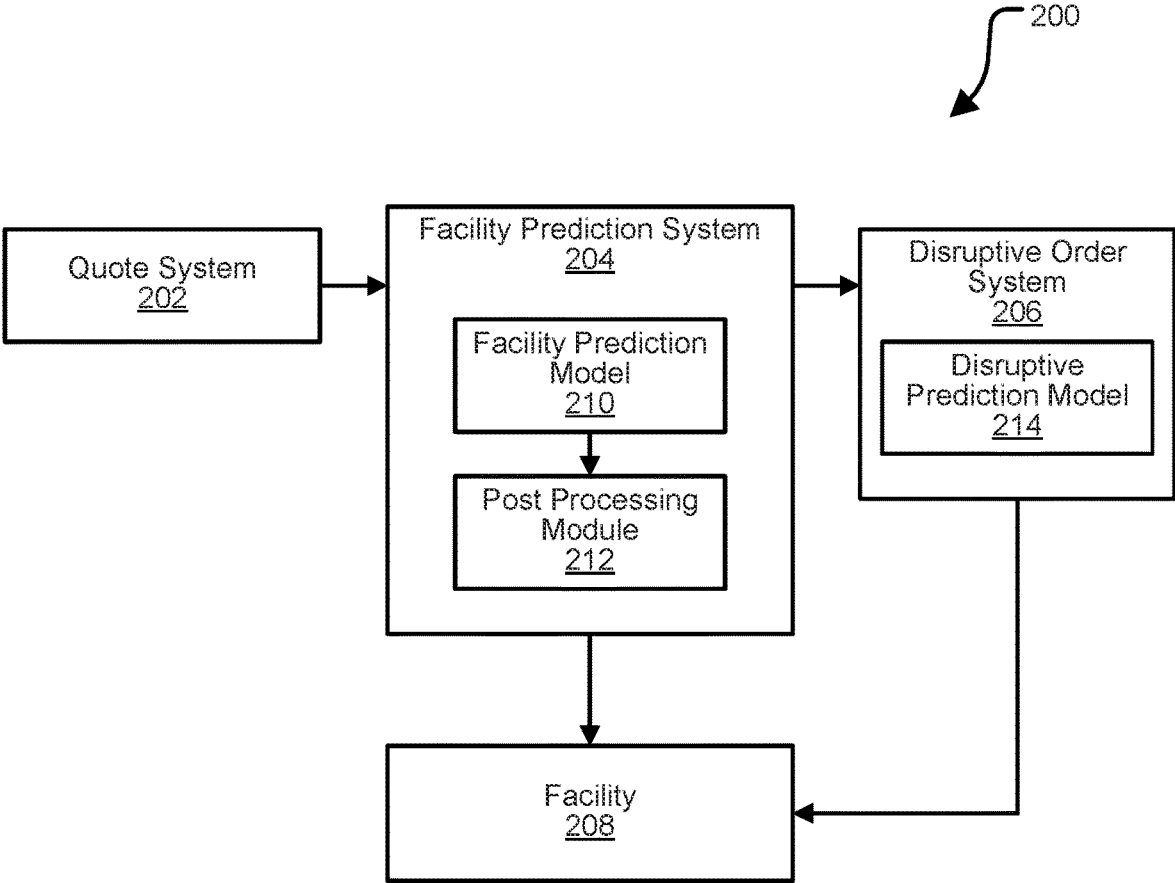 200
Quote System
202
Facility Prediction System
204
Facility Prediction
Model
210
Post Processing
Module
212
Disruptive Order
System
206
Disruptive
Prediction Model
214
Facility
208